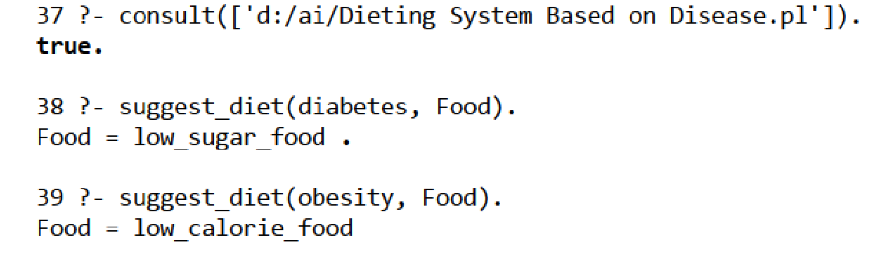 37 ?- consult(['d:/ai/Dieting System Based on Disease.pl']).
true.
38 ?- suggest_diet(diabetes, Food).
Food = low_sugar_food .
39 ?- suggest_diet(obesity, Food).
Food = low_calorie_food